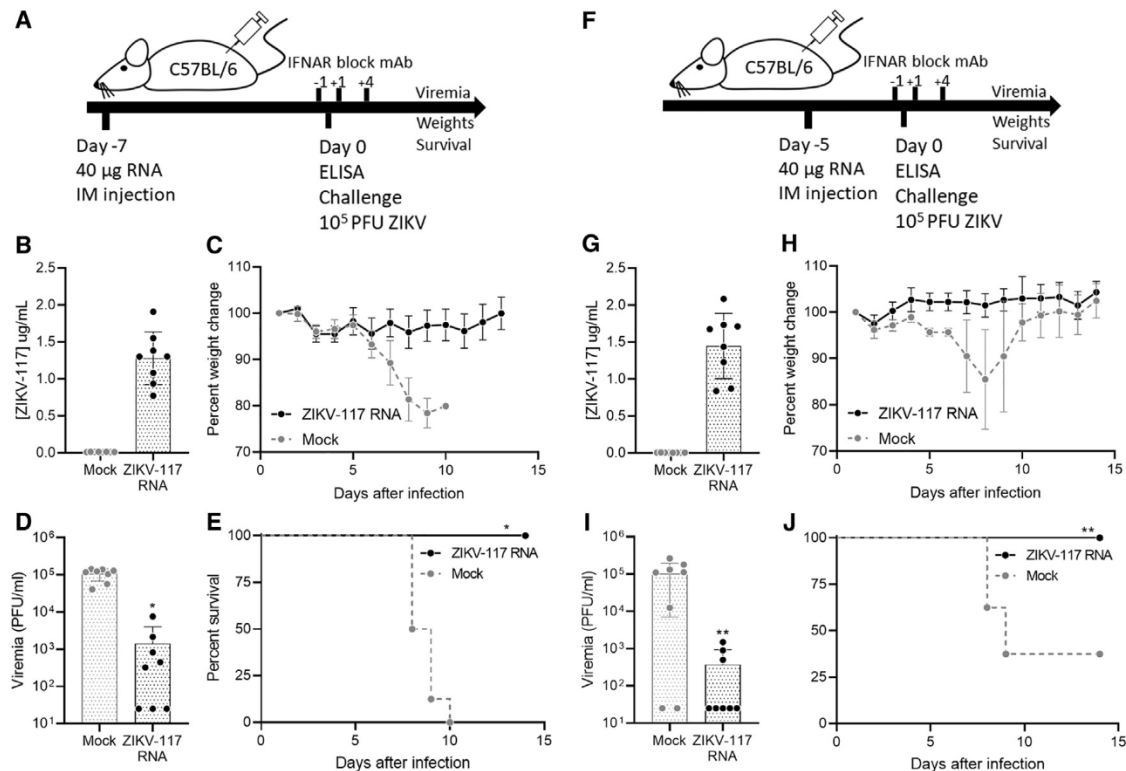 A
C57BL/6
IFNAR block mAb
-1 +1 +4
Viremia
Weights
Survival
Day -7
40 µg RNA
IM injection
Day 0
ELISA
Challenge
10⁵ PFU ZIKV
F
C57BL/6
IFNAR block mAb
-1 +1 +4
Viremia
Weights
Survival
Day -5
40 µg RNA
IM injection
Day 0
ELISA
Challenge
10⁵ PFU ZIKV
B
[ZIKV-117] ug/mL
2.5
2.0
1.5
1.0
0.5
0.0
Mock ZIKV-117
RNA
C
Percent weight change
110
100
90
80
70
ZIKV-117 RNA
Mock
0 5 10 15
Days after infection
G
[ZIKV-117] ug/mL
2.5
2.0
1.5
1.0
0.5
0.0
Mock ZIKV-117
RNA
H
Percent weight change
110
100
90
80
70
ZIKV-117 RNA
Mock
0 5 10 15
Days after infection
D
Viremia (PFU/ml)
10⁶
10⁵
10⁴
10³
10²
10¹
*
Mock ZIKV-117
RNA
E
Percent survival
100
75
50
25
0
*
ZIKV-117 RNA
Mock
0 5 10 15
Days after infection
I
Viremia (PFU/ml)
10⁶
10⁵
10⁴
10³
10²
10¹
**
Mock ZIKV-117
RNA
J
100
75
50
25
0
**
ZIKV-117 RNA
Mock
0 5 10 15
Days after infection